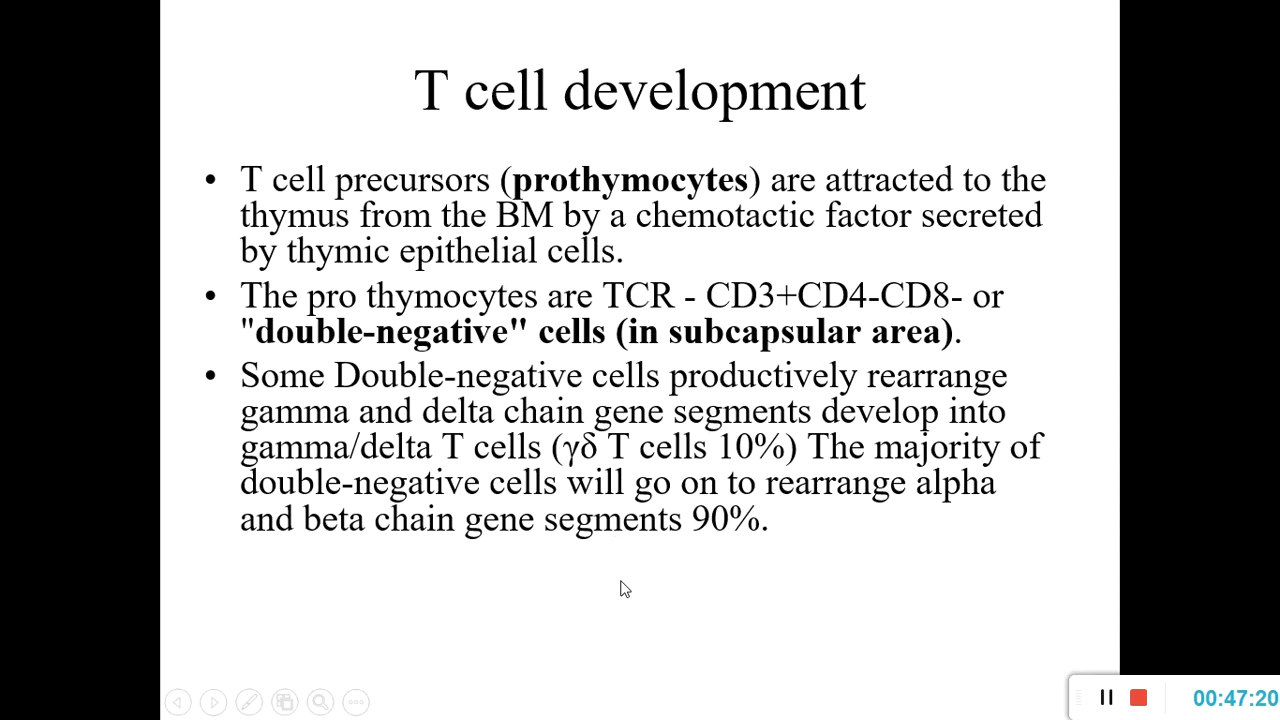 T cell development
• T cell precursors (prothymocytes) are attracted to the
thymus from the BM by a chemotactic factor secreted
by thymic epithelial cells.
• The pro thymocytes are TCR - CD3+CD4-CD8- or
"double-negative" cells (in subcapsular area).
• Some Double-negative cells productively rearrange
gamma and delta chain gene segments develop into
gamma/delta T cells (γδ T cells 10%) The majority of
double-negative cells will go on to rearrange alpha
and beta chain gene segments 90%.
00:47:20